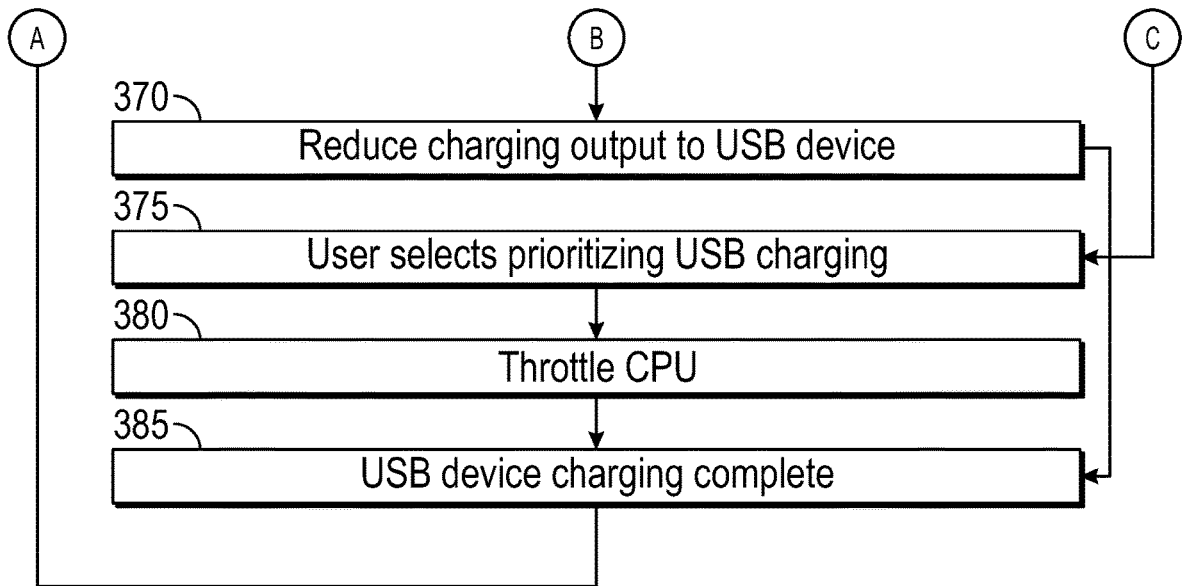 A
B
C
370
Reduce charging output to USB device
375
User selects prioritizing USB charging
380
Throttle CPU
385
USB device charging complete